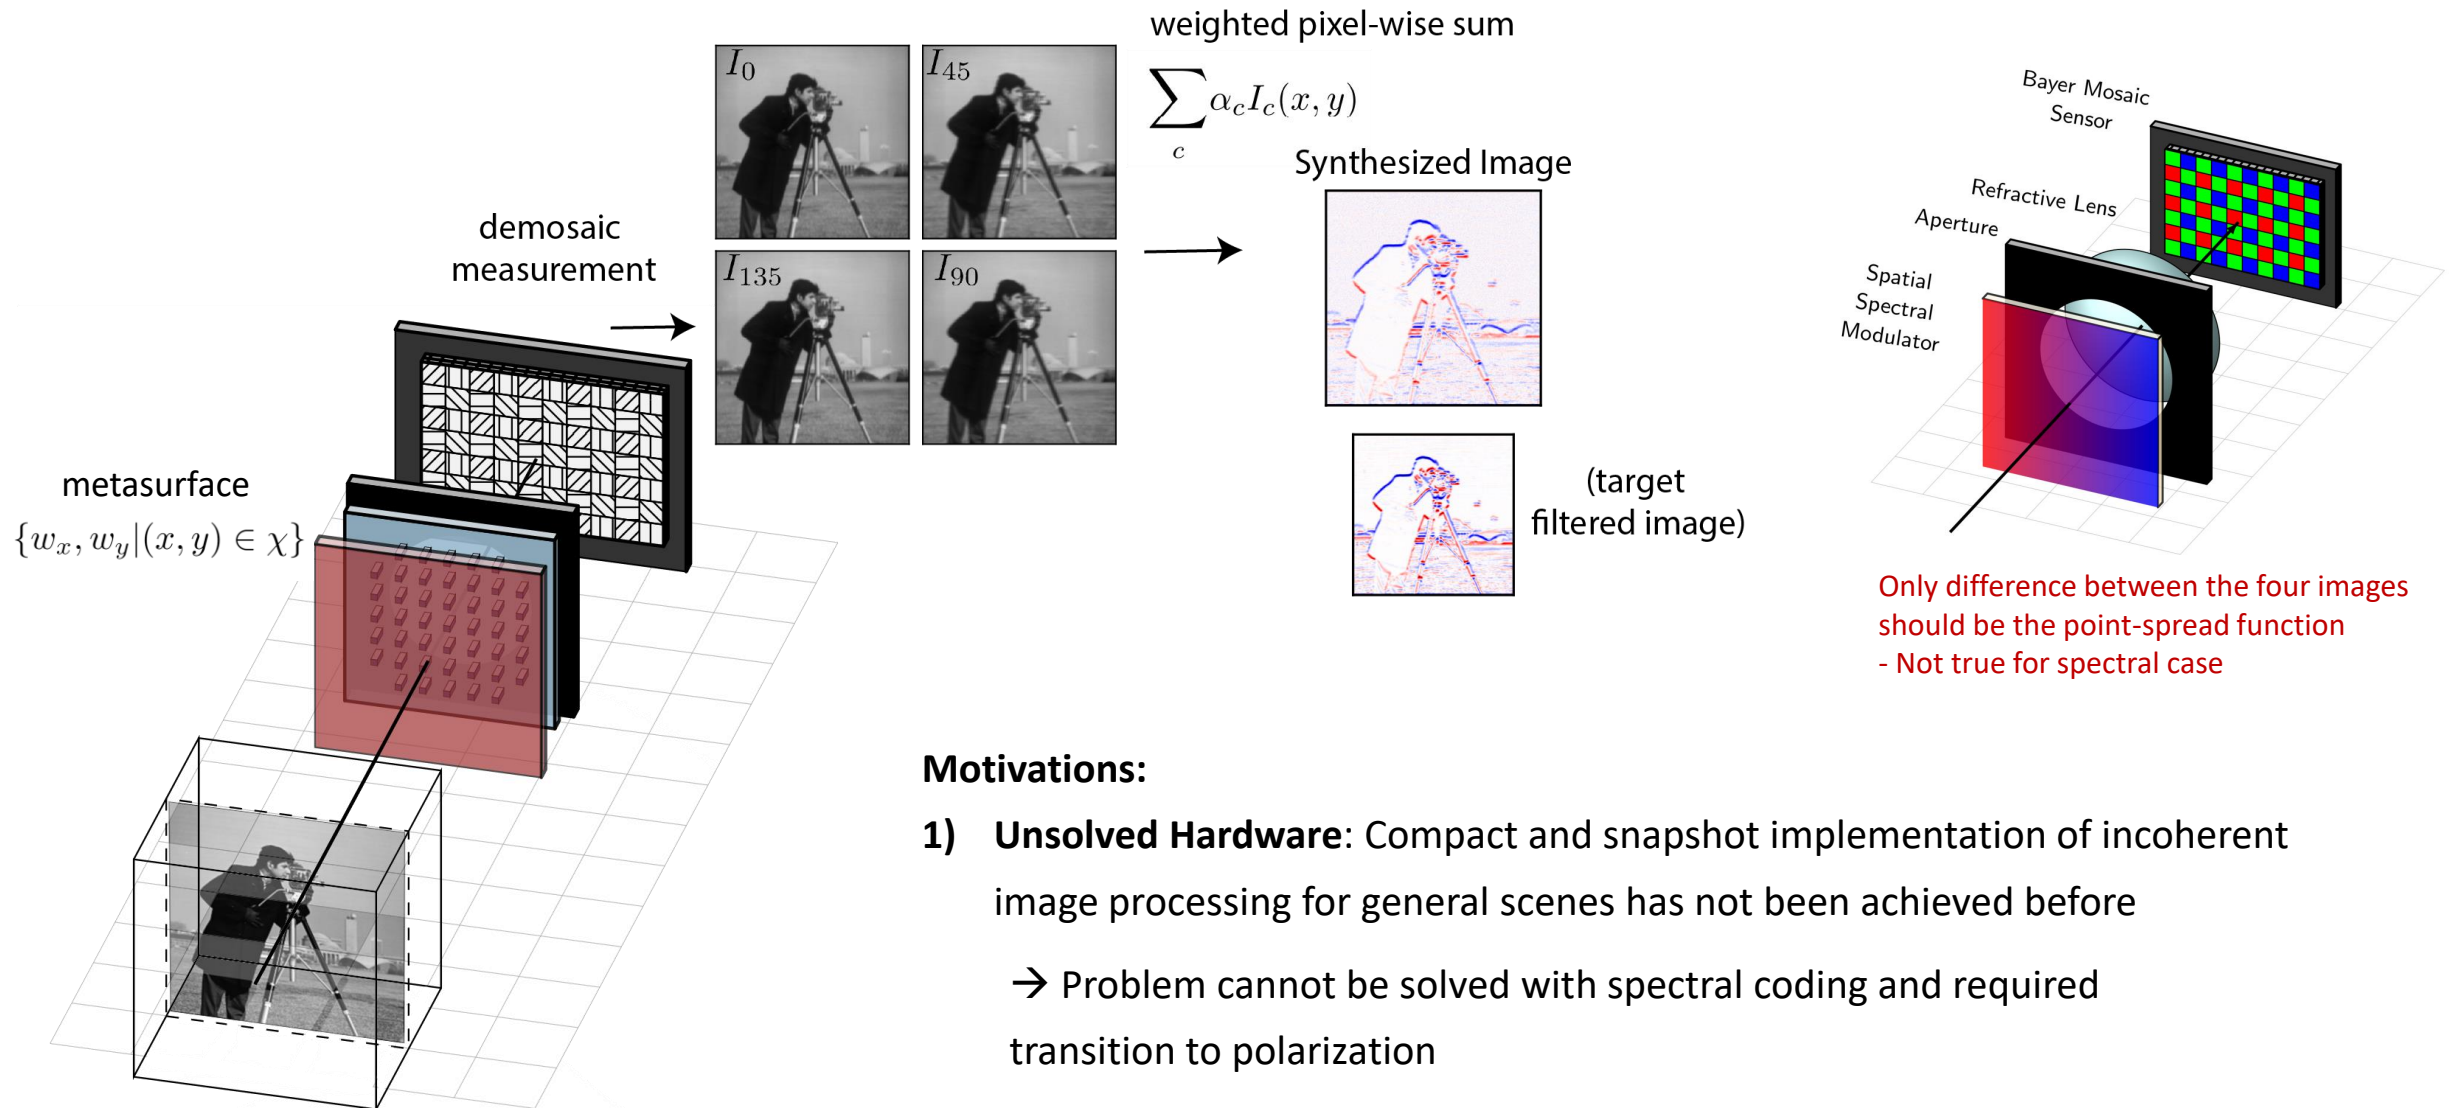 weighted pixel-wise sum
\sum_c \alpha_c I_c(x, y)
I_0
I_45
I_135
I_90
Synthesized Image
demosaic
measurement
(target
filtered image)
metasurface
{w_x, w_y|(x, y) ∈ χ}
Bayer Mosaic
Sensor
Refractive Lens
Aperture
Spatial
Spectral
Modulator
Only difference between the four images
should be the point-spread function
- Not true for spectral case
Motivations:
1) Unsolved Hardware: Compact and snapshot implementation of incoherent
image processing for general scenes has not been achieved before
→ Problem cannot be solved with spectral coding and required
transition to polarization